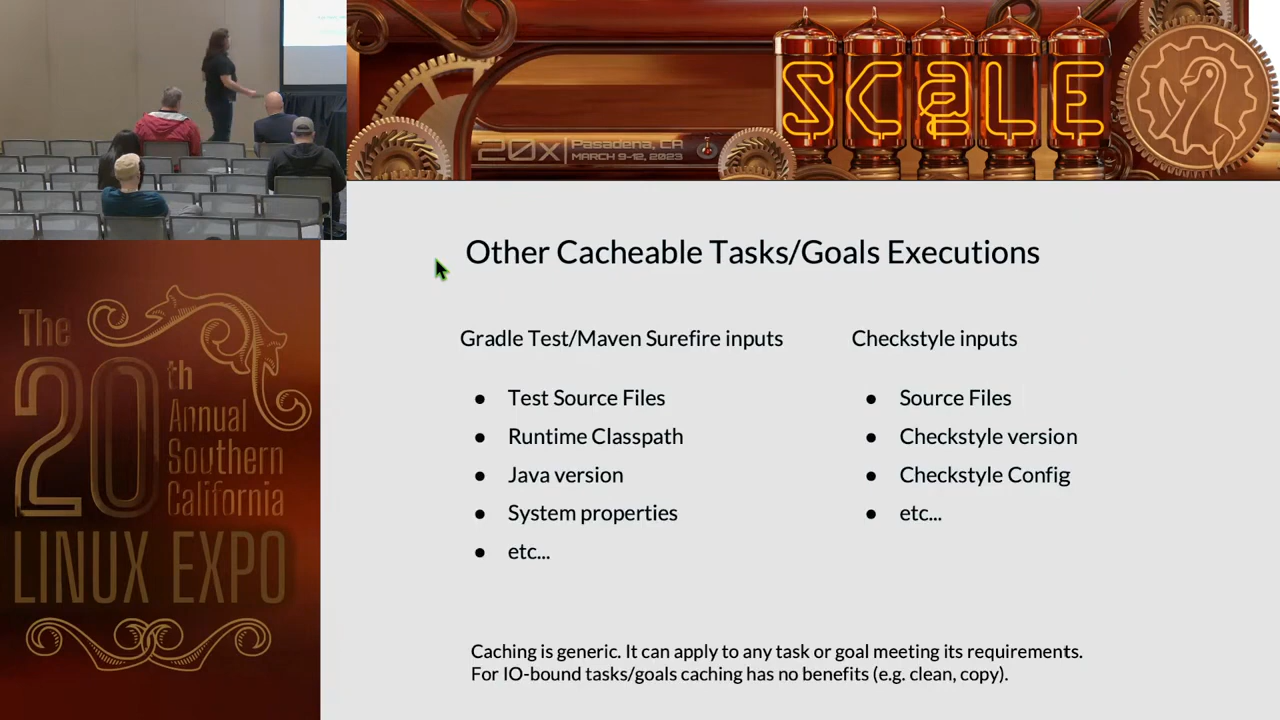 SC@LE
20x
Pasadena, CA
MARCH 9-12, 2023
The
20th
Annual
Southern
California
LINUX EXPO
Other Cacheable Tasks/Goals Executions
Gradle Test/Maven Surefire inputs
● Test Source Files
● Runtime Classpath
● Java version
● System properties
● etc...
Checkstyle inputs
● Source Files
● Checkstyle version
● Checkstyle Config
● etc...
Caching is generic. It can apply to any task or goal meeting its requirements.
For IO-bound tasks/goals caching has no benefits (e.g. clean, copy).